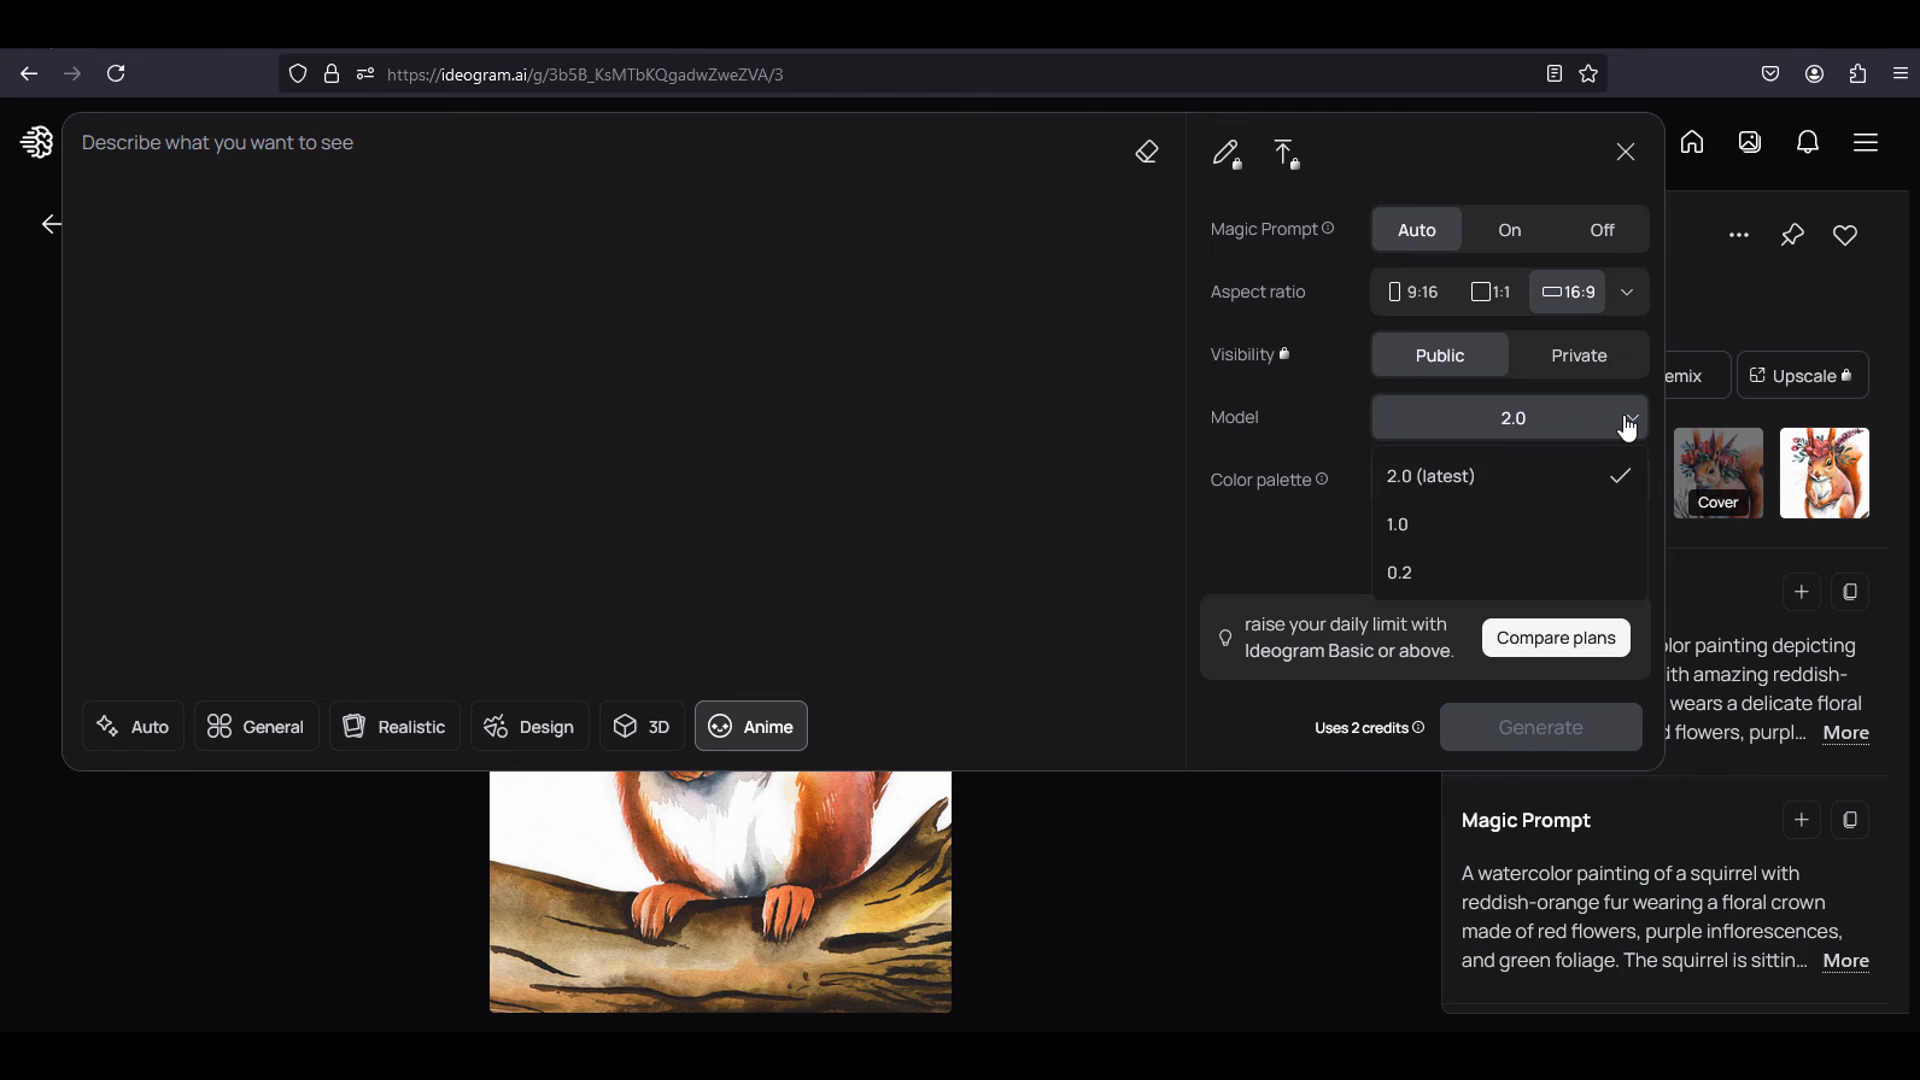 https://ideogram.ai/g/3b5B_KsMTbKQgadwZweZVA/3
Describe what you want to see
Magic Prompt
Auto
On
Off
Aspect ratio
9:16
1:1
16:9
Visibility
Public
Private
Model
2.0
2.0 (latest)
1.0
0.2
Color palette
raise your daily limit with
Ideogram Basic or above.
Compare plans
Auto
General
Realistic
Design
3D
Anime
Uses 2 credits
Generate
emix
Upscale
Cover
lor painting depicting
ith amazing reddish-
wears a delicate floral
d flowers, purpl... More
Magic Prompt
A watercolor painting of a squirrel with
reddish-orange fur wearing a floral crown
made of red flowers, purple inflorescences,
and green foliage. The squirrel is sittin... More